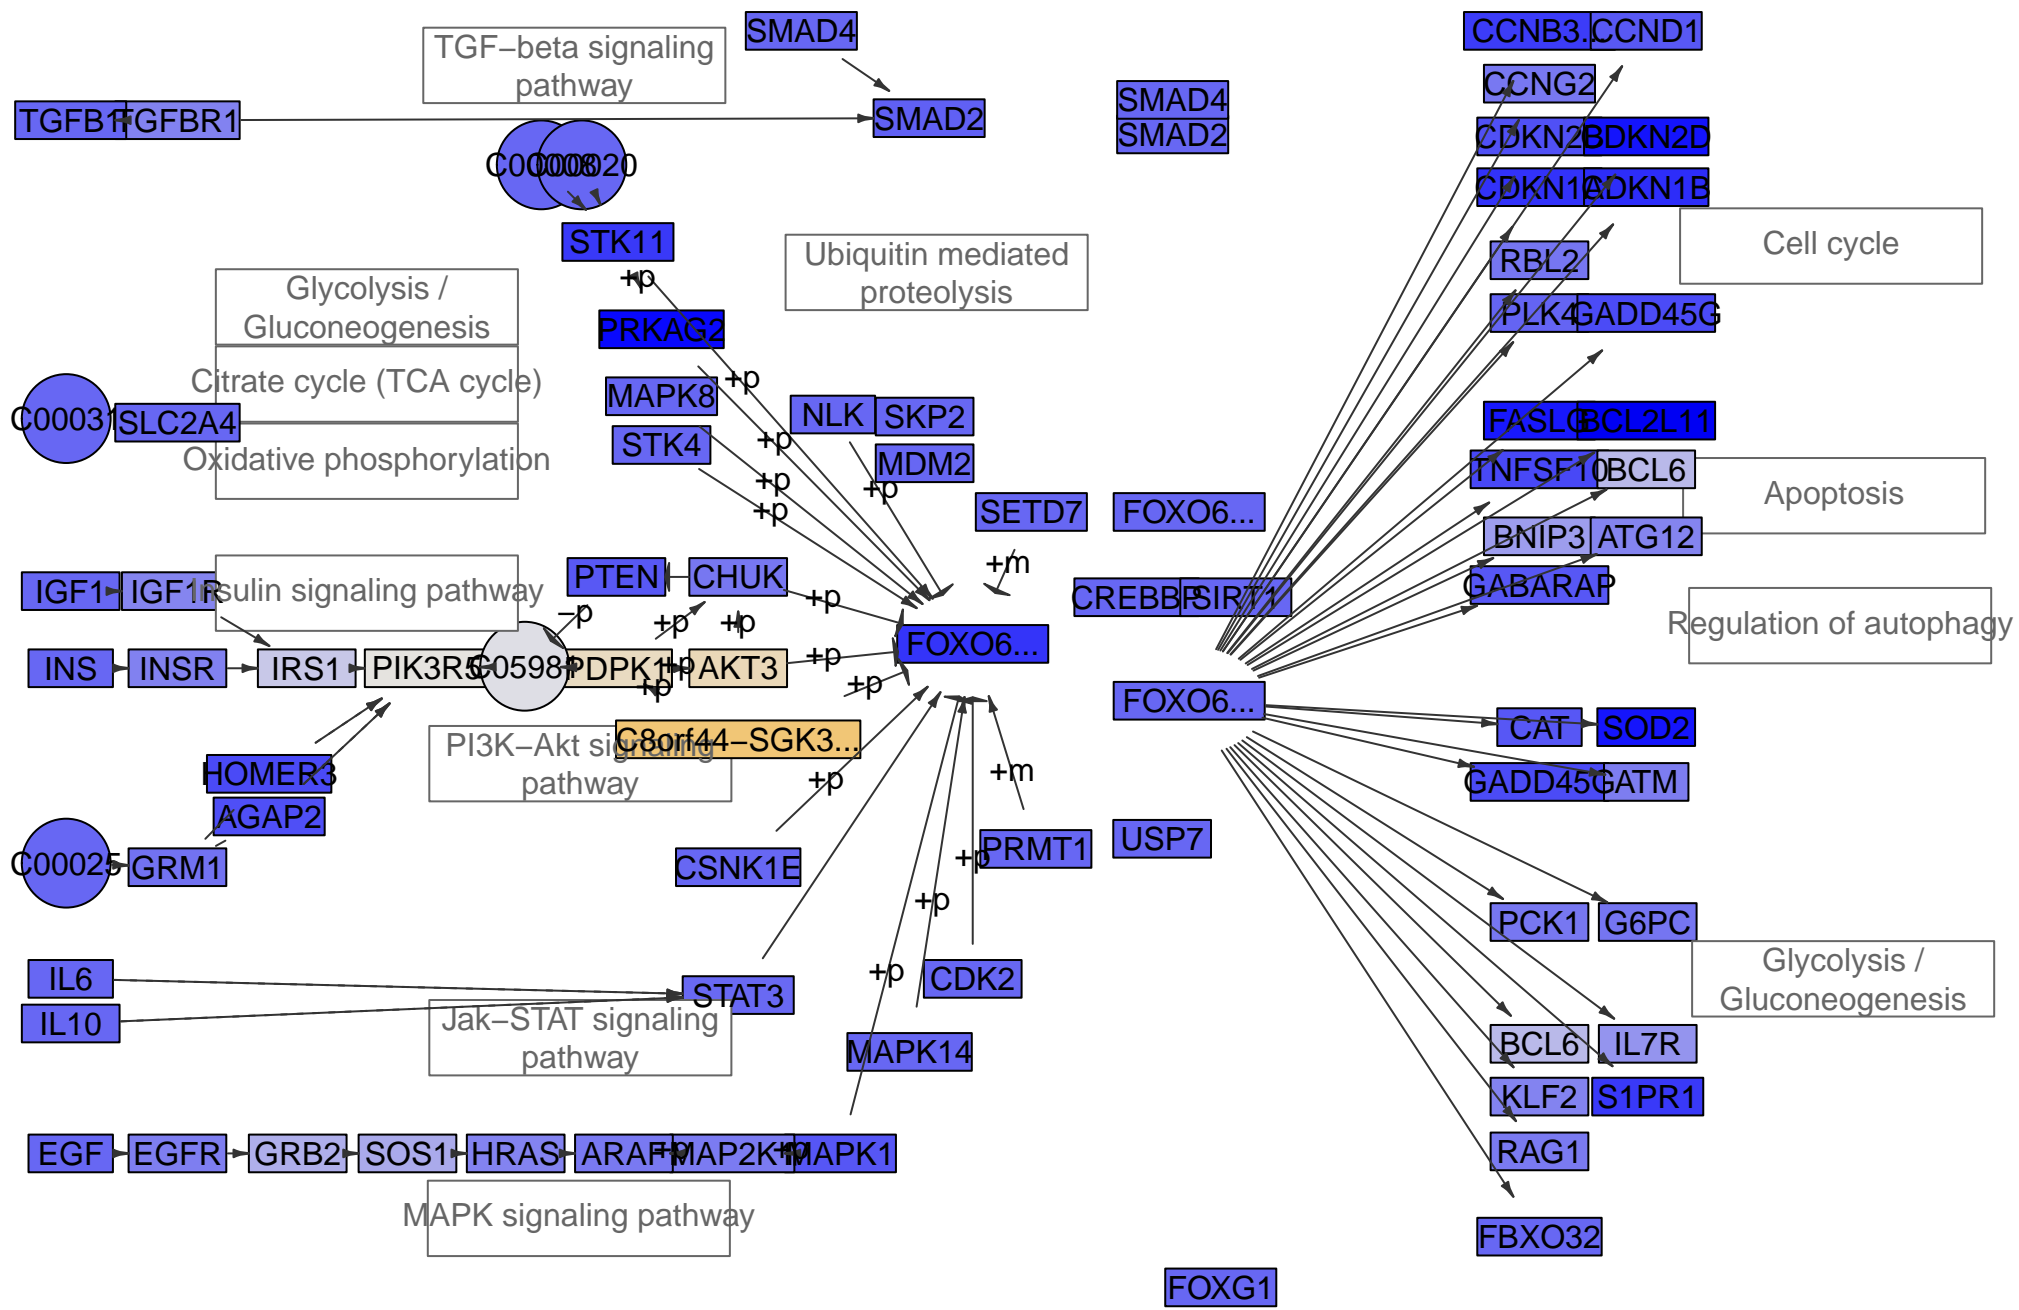 SMAD4
CCNB3...
CCND1
TGF−beta signaling
pathway
CCNG2
SMAD4
TGFB1
TGFBR1
SMAD2
SMAD2
CDKN2D
C00020
CDKN1A
CDKN1B
STK11
Ubiquitin mediated
proteolysis
Cell cycle
RBL2
+p
Glycolysis /
Gluconeogenesis
PRKAG2
PLK4
GADD45G
Citrate cycle (TCA cycle)
+p
MAPK8
NLK
SKP2
C00031
SLC2A4
FASLG
BCL2L11
STK4
+p
Oxidative phosphorylation
MDM2
TNFSF10
BCL6
+p
+p
Apoptosis
+p
SETD7
FOXO6...
BNIP3
ATG12
+m
PTEN
CHUK
GABARAP
IGF1
IGF1R
Insulin signaling pathway
+p
CREBBP
SIRT1
−p
+p
+p
Regulation of autophagy
FOXO6...
INS
INSR
IRS1
PIK3R5
C05981
PDPK1
+p
AKT3
+p
+p
+p
FOXO6...
CAT
SOD2
C8orf44−SGK3...
PI3K−Akt signaling
pathway
HOMER3
+p
+m
GADD45G
GATM
AGAP2
USP7
PRMT1
C00025
GRM1
CSNK1E
+p
+p
PCK1
G6PC
IL6
+p
CDK2
STAT3
Glycolysis /
Gluconeogenesis
IL10
Jak−STAT signaling
pathway
MAPK14
BCL6
IL7R
KLF2
S1PR1
EGF
EGFR
GRB2
SOS1
HRAS
ARAF
+p
MAP2K1
+p
MAPK1
RAG1
MAPK signaling pathway
FBXO32
FOXG1